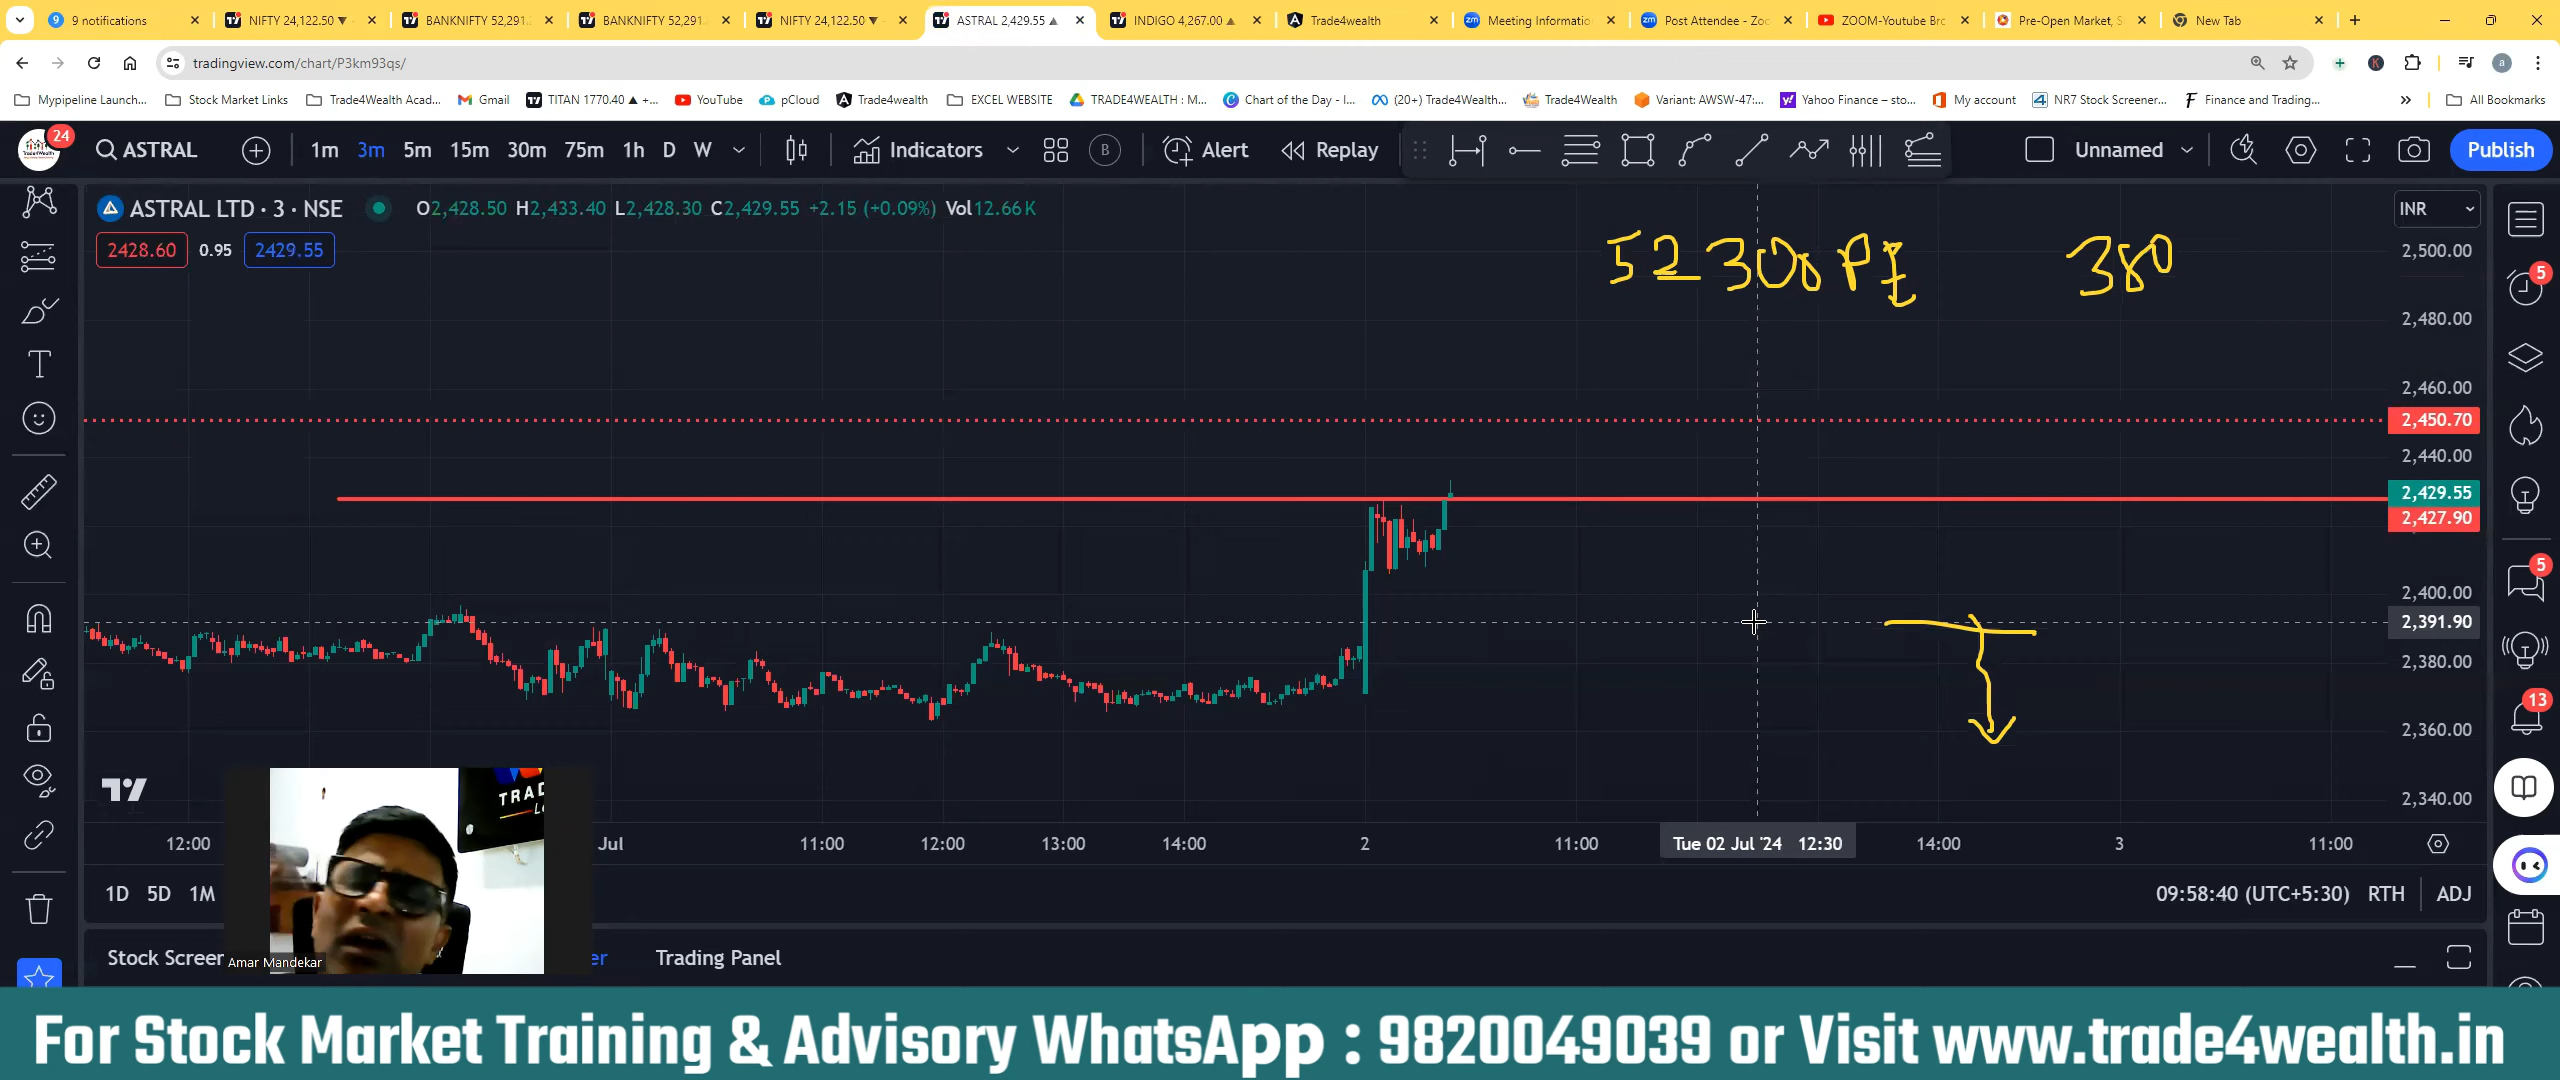 9 notifications
NIFTY 24,122.50 ▼
BANKNIFTY 52,291.
BANKNIFTY 52,291.
NIFTY 24,122.50 ▼
ASTRAL 2,429.55 ▲
INDIGO 4,267.00 ▲
Trade4wealth
Meeting Informatio
Post Attendee - Zoo
ZOOM-Youtube Bro
Pre-Open Market, S
New Tab
tradingview.com/chart/P3km93qs/
Mypipeline Launch... Stock Market Links Trade4Wealth Acad... Gmail TITAN 1770.40 ▲ +... YouTube pCloud Trade4wealth EXCEL WEBSITE TRADE4WEALTH : M... Chart of the Day - I... (20+) Trade4Wealth... Trade4Wealth Variant: AWSW-47:... Yahoo Finance – sto... My account NR7 Stock Screener... Finance and Trading... All Bookmarks
24 ASTRAL 1m 3m 5m 15m 30m 75m 1h D W Indicators B Alert Replay Unnamed Publish
ASTRAL LTD · 3 · NSE O2,428.50 H2,433.40 L2,428.30 C2,429.55 +2.15 (+0.09%) Vol12.66 K
INR
2428.60 0.95 2429.55
52300 PE 380
2,500.00
2,480.00
2,460.00
2,450.70
2,440.00
2,429.55
2,427.90
2,400.00
2,391.90
2,380.00
2,360.00
2,340.00
5
5
13
12:00 Jul 11:00 12:00 13:00 14:00 2 11:00 Tue 02 Jul '24 12:30 14:00 3 11:00
1D 5D 1M 09:58:40 (UTC+5:30) RTH ADJ
TRAD
Stock Screen er Trading Panel
Amar Mandekar
For Stock Market Training & Advisory WhatsApp : 9820049039 or Visit www.trade4wealth.in